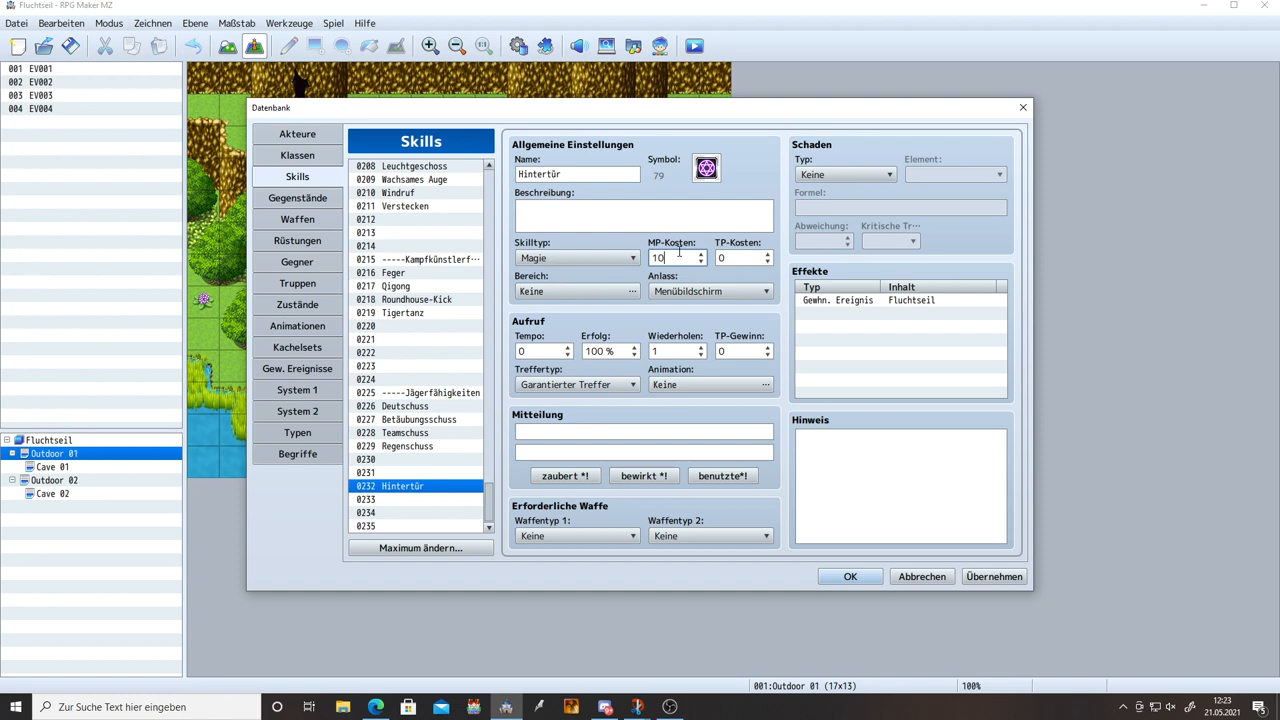 Fluchtseil - RPG Maker MZ
Datei Bearbeiten Modus Zeichnen Ebene Maßstab Werkzeuge Spiel Hilfe
001 EV001
002 EV002
003 EV003
004 EV004
Datenbank
Akteure
Klassen
Skills
Gegenstände
Waffen
Rüstungen
Gegner
Truppen
Zustände
Animationen
Kachelsets
Gew. Ereignisse
System 1
System 2
Typen
Begriffe
Skills
0208 Leuchtgeschoss
0209 Wachsames Auge
0210 Windruf
0211 Verstecken
0212
0213
0214
0215 -----Kampfkünstlerf···
0216 Feger
0217 Qigong
0218 Roundhouse-Kick
0219 Tigertanz
0220
0221
0222
0223
0224
0225 -----Jägerfähigkeiten
0226 Deutschuss
0227 Betäubungsschuss
0228 Teamschuss
0229 Regenschuss
0230
0231
0232 Hintertür
0233
0234
0235
Maximum ändern...
Allgemeine Einstellungen
Name: Symbol:
Hintertür 79
Beschreibung:
Skilltyp: MP-Kosten: TP-Kosten:
Magie 10 0
Bereich: Anlass:
Keine ··· Menübildschirm
Aufruf
Tempo: Erfolg: Wiederholen: TP-Gewinn:
0 100 % 1 0
Treffertyp: Animation:
Garantierter Treffer Keine ···
Mitteilung
zaubert *! bewirkt *! benutzte*!
Erforderliche Waffe
Waffentyp 1: Waffentyp 2:
Keine Keine
Schaden
Typ: Element:
Keine
Formel:
Abweichung: Kritische Tr···
Effekte
Typ Inhalt
Gewhn. Ereignis Fluchtseil
Hinweis
OK Abbrechen Übernehmen
Fluchtseil
Outdoor 01
Cave 01
Outdoor 02
Cave 02
001:Outdoor 01 (17x13) 100%
Zur Suche Text hier eingeben
12:23
21.05.2021